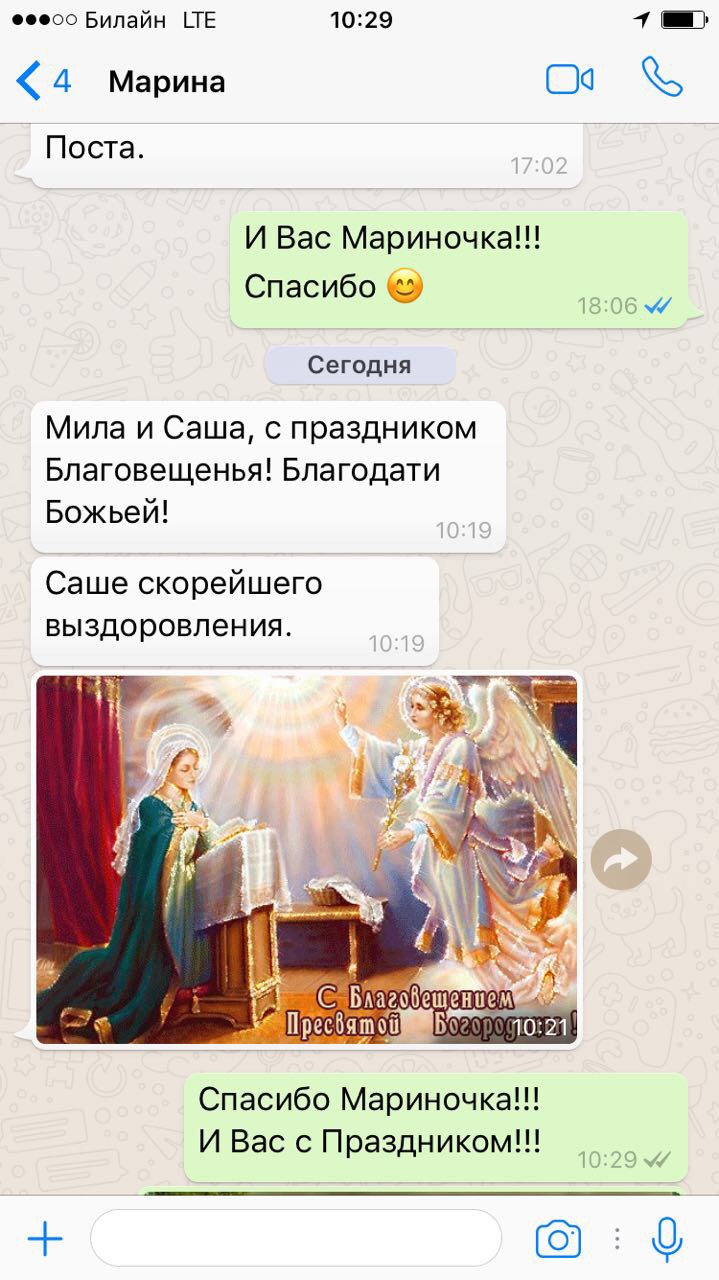 Билайн LTE 10:29
4 Марина
Поста.
17:02
И Вас Мариночка!!!
Спасибо 😊
18:06
Сегодня
Мила и Саша, с праздником
Благовещенья! Благодати
Божьей!
10:19
Саше скорейшего
выздоровления.
10:19
С Благовещением
Пресвятой
10:21
Спасибо Мариночка!!!
И Вас с Праздником!!!
10:29